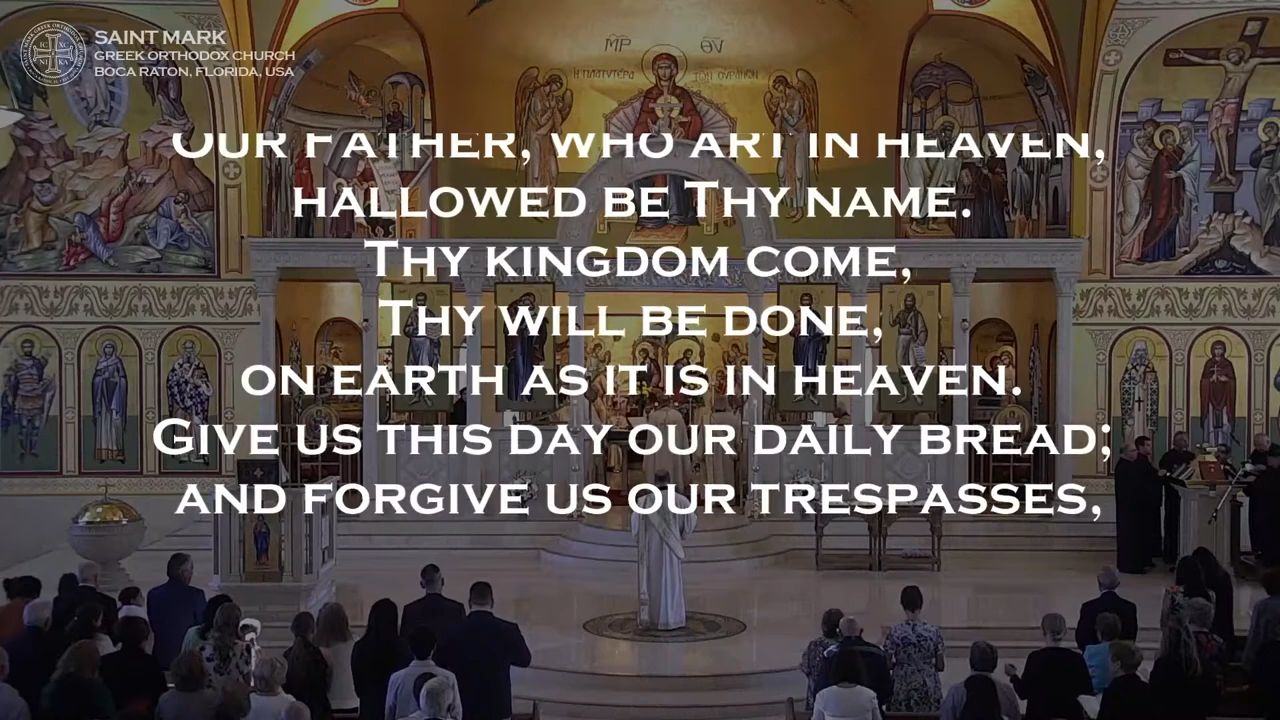 SAINT MARK
GREEK ORTHODOX CHURCH
BOCA RATON, FLORIDA, USA
ΜΡ ΘΥ
Η ΠΛΑΤΥΤΕΡΑ ΤΩΝ ΟΥΡΑΝΩΝ
OUR FATHER, WHO ART IN HEAVEN,
HALLOWED BE THY NAME.
THY KINGDOM COME,
THY WILL BE DONE,
ON EARTH AS IT IS IN HEAVEN.
GIVE US THIS DAY OUR DAILY BREAD;
AND FORGIVE US OUR TRESPASSES,